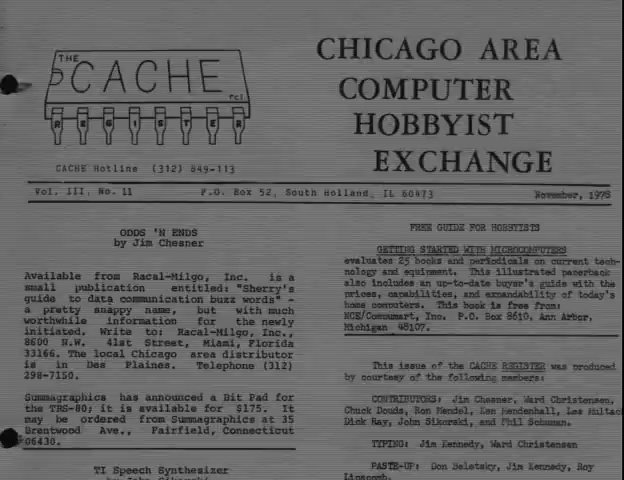 THE
CACHE
REGISTER
CACHE Hotline (312) 849-113
CHICAGO AREA
COMPUTER
HOBBYIST
EXCHANGE
Vol. III, No. 11 P.O. Box 52, South Holland, IL 60473 November, 1978
ODDS 'N ENDS
by Jim Chesner
Available from Racal-Milgo, Inc. is a
small publication entitled: "Sherry's
guide to data communication buzz words" -
a pretty snappy name, but with much
worthwhile information for the newly
initiated. Write to: Racal-Milgo, Inc.,
8600 N.W. 41st Street, Miami, Florida
33166. The local Chicago area distributor
is in Des Plaines. Telephone (312)
298-7150.
Summagraphics has announced a Bit Pad for
the TRS-80; it is available for $175. It
may be ordered from Summagraphics at 35
Brentwood Ave., Fairfield, Connecticut
06430.
TI Speech Synthesizer
FREE GUIDE FOR HOBBYISTS
GETTING STARTED WITH MICROCOMPUTERS
evaluates 25 books and periodicals on current tech-
nology and equipment. This illustrated paperback
also includes an up-to-date buyer's guide with the
prices, capabilities, and expandability of today's
home computers. This book is free from:
NCE/Compumart, Inc. P.O. Box 8610, Ann Arbor,
Michigan 48107.
This issue of the CACHE REGISTER was produced
by courtesy of the following members:
CONTRIBUTORS: Jim Chesner, Ward Christensen,
Chuck Douds, Ron Mendel, Len Mendenhall, Lee
Dick Ray, John Sikorski, and Phil Schuman.
TYPING: Jim Kennedy, Ward Christensen
PASTE-UP: Don Beletsky, Jim Kennedy, Roy